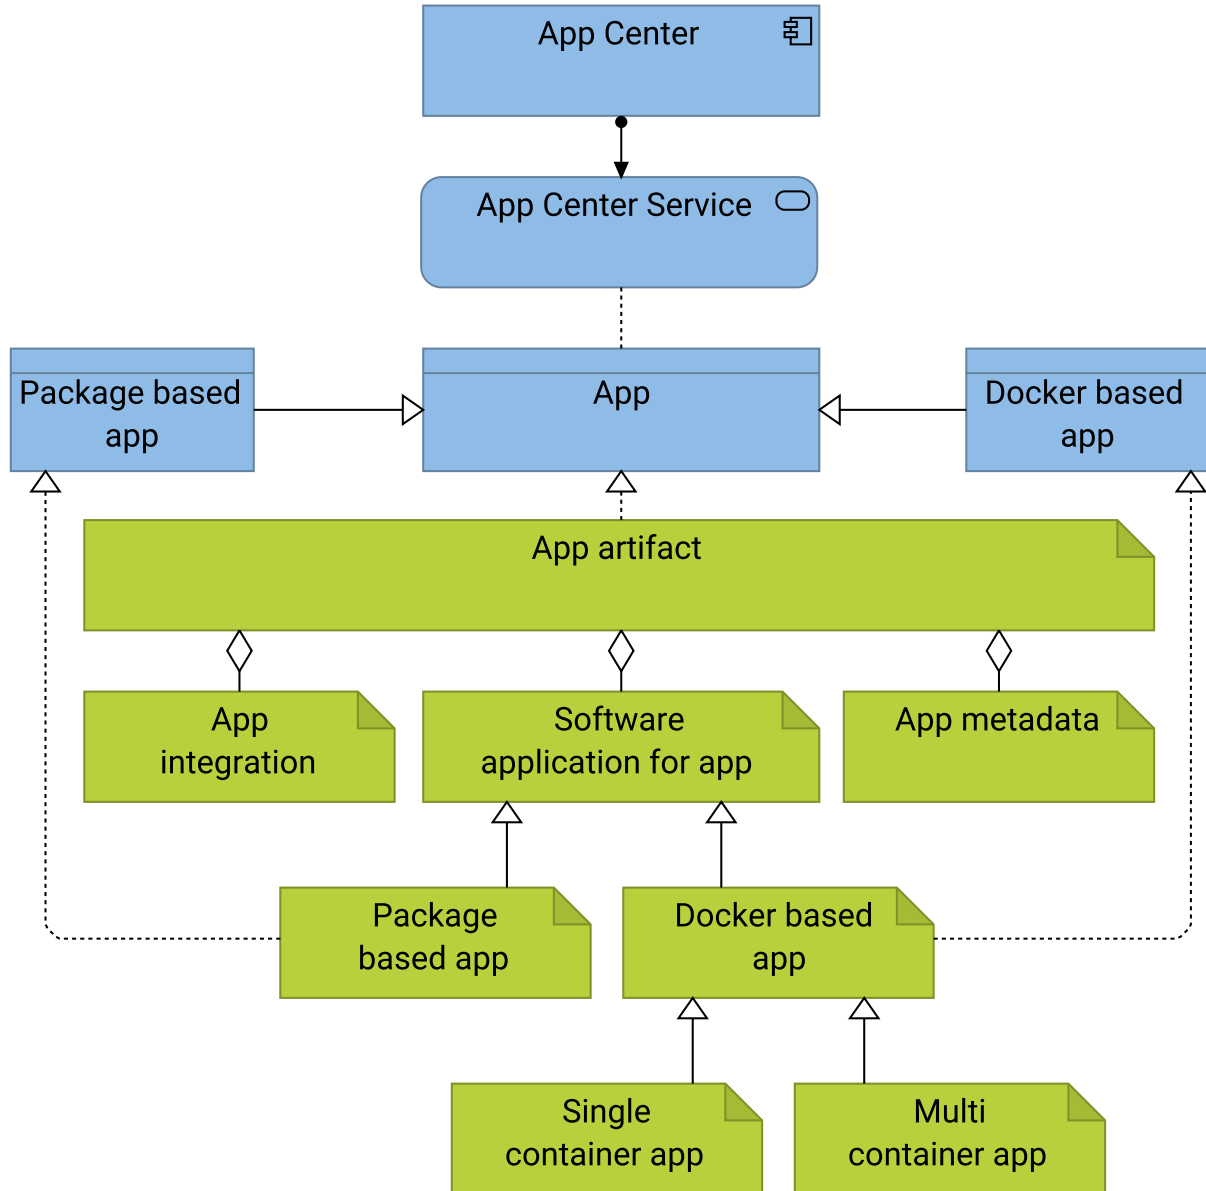 App Center
App Center Service
Package based
app
App
Docker based
app
App artifact
App
integration
Software
application for app
App metadata
Package
based app
Docker based
app
Single
container app
Multi
container app